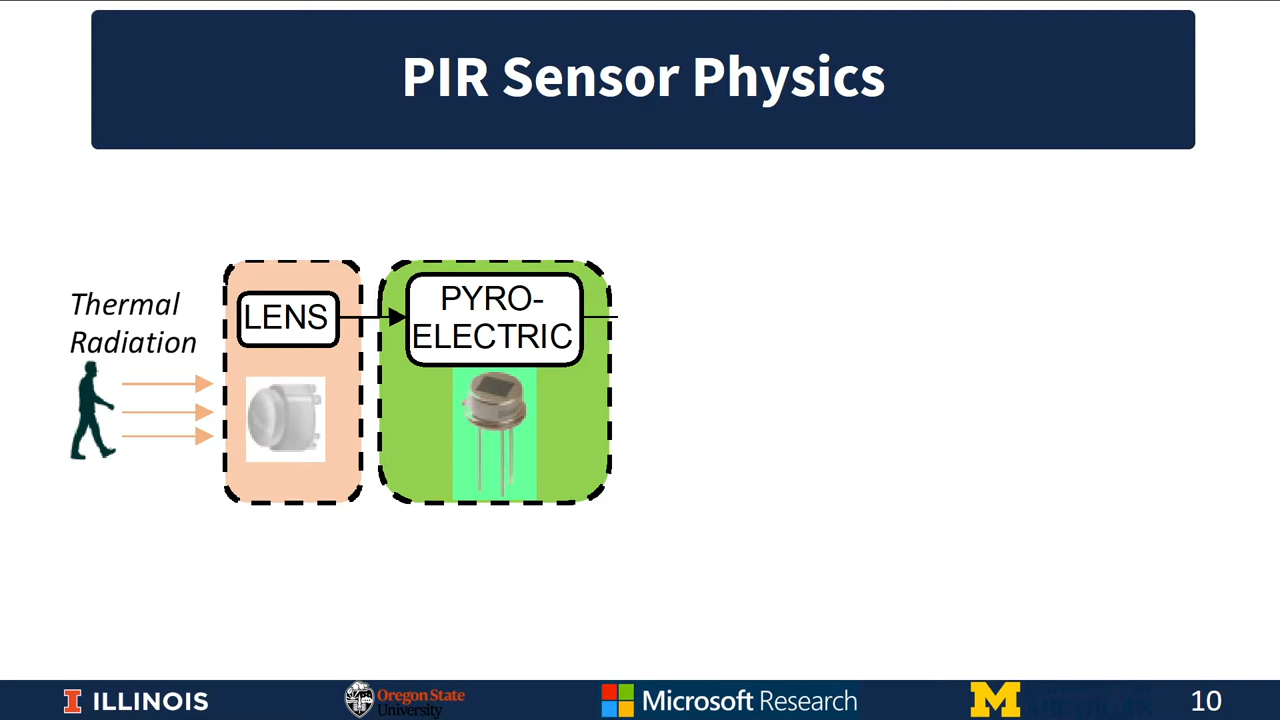 PIR Sensor Physics
Thermal
Radiation
LENS
PYRO-
ELECTRIC
I ILLINOIS
Oregon State
University
Microsoft Research
M
10